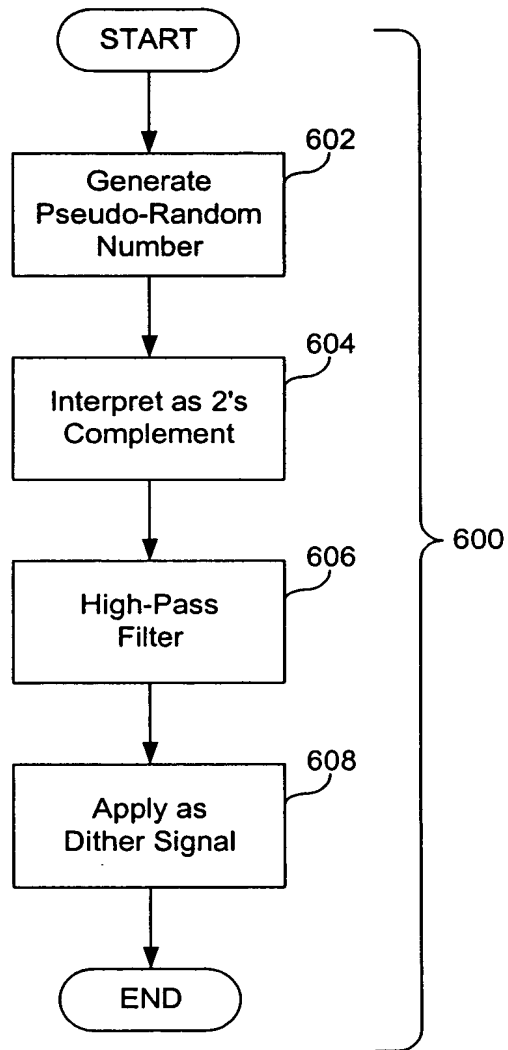 START
602
Generate
Pseudo-Random
Number
604
Interpret as 2's
Complement
600
606
High-Pass
Filter
608
Apply as
Dither Signal
END